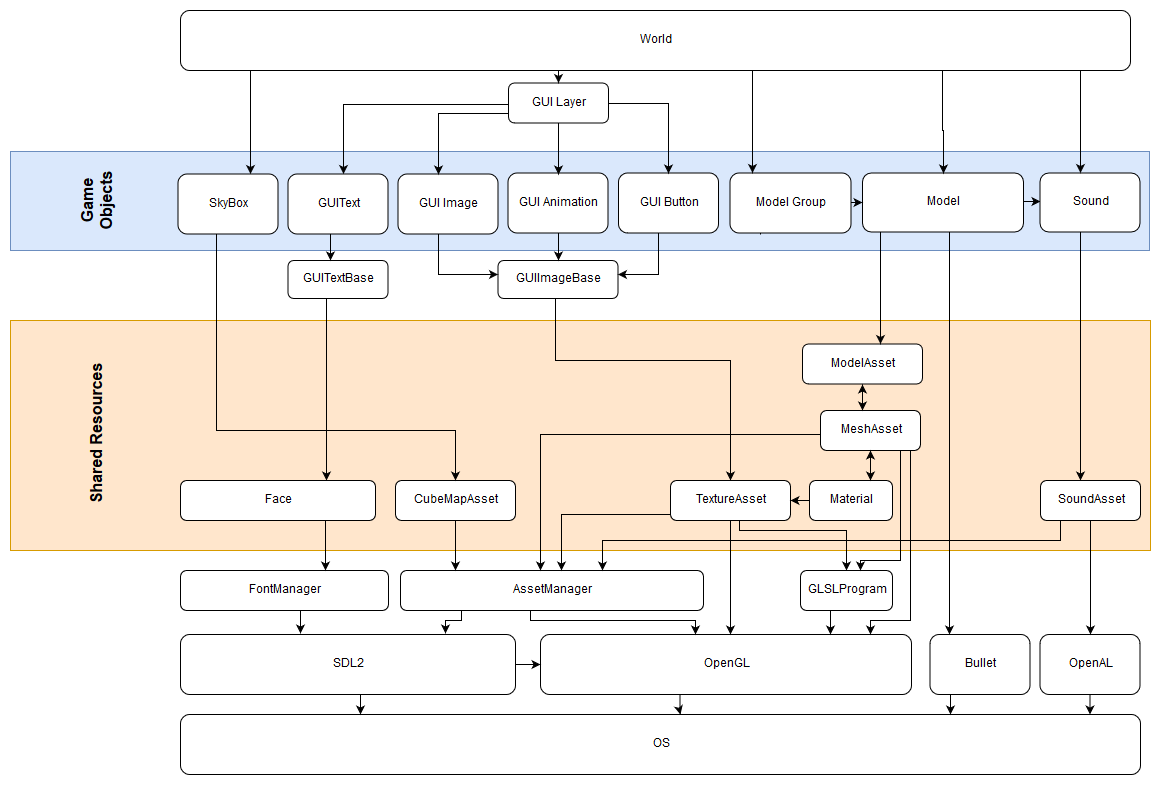 World
GUI Layer
Game
Objects
SkyBox
GUIText
GUI Image
GUI Animation
GUI Button
Model Group
Model
Sound
GUITextBase
GUIImageBase
Shared Resources
ModelAsset
MeshAsset
Face
CubeMapAsset
TextureAsset
Material
SoundAsset
FontManager
AssetManager
GLSLProgram
SDL2
OpenGL
Bullet
OpenAL
OS